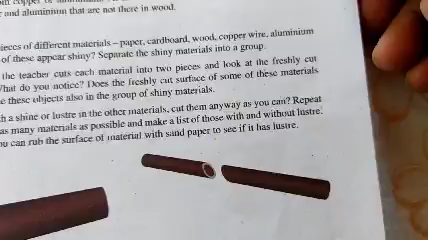 and aluminium that are not there in wood.
ieces of different materials – paper, cardboard, wood, copper wire, aluminium
of these appear shiny? Separate the shiny materials into a group.
the teacher cuts each material into two pieces and look at the freshly cut
What do you notice? Does the freshly cut surface of some of these materials
e these objects also in the group of shiny materials.
h a shine or lustre in the other materials, cut them anyway as you can? Repeat
as many materials as possible and make a list of those with and without lustre.
ou can rub the surface of material with sand paper to see if it has lustre.